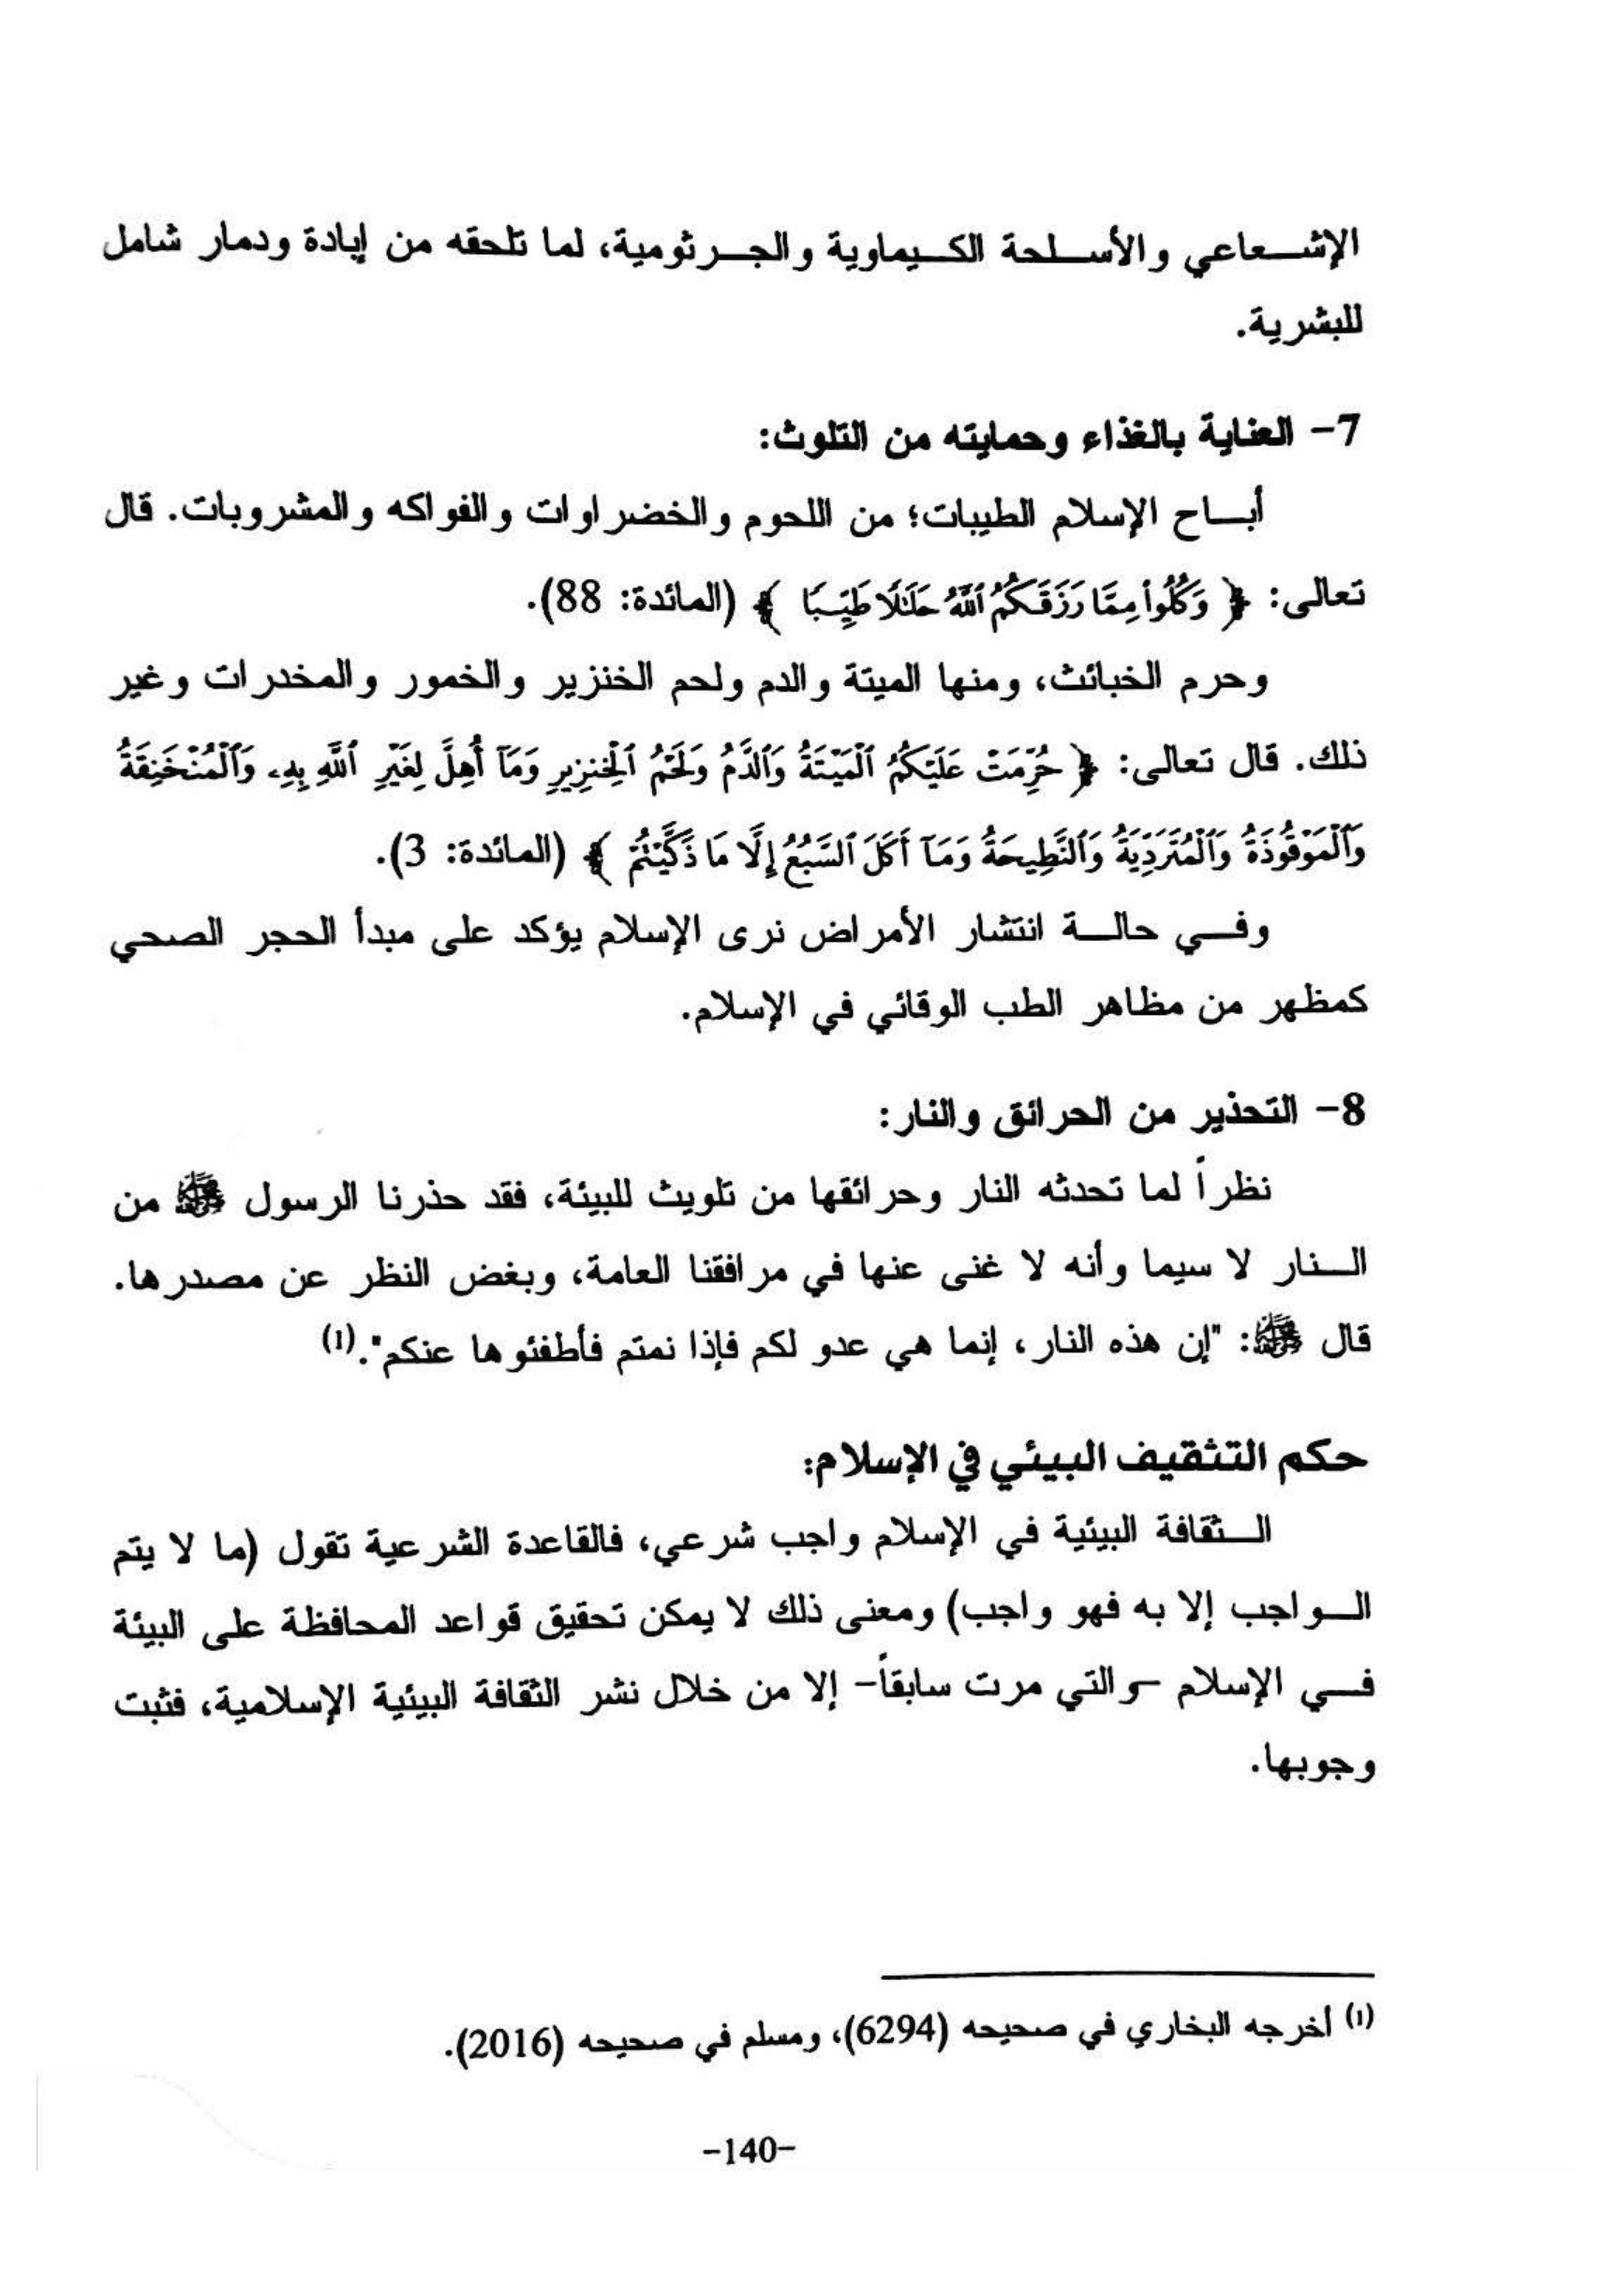 الإشعاعي والأسلحة الكيماوية والجرثومية، لما تلحقه من إبادة ودمار شامل
للبشرية.
7- العناية بالغذاء وحمايته من التلوث:
أباح الإسلام الطيبات؛ من اللحوم والخضراوات والفواكه والمشروبات. قال
تعالى: ﴿ وَكُلُوا۟ مِمَّا رَزَقَكُمُ ٱللَّهُ حَلَـٰلًا طَيِّبًا ﴾ (المائدة: 88).
وحرم الخبائث، ومنها الميتة والدم ولحم الخنزير والخمور والمخدرات وغير
ذلك. قال تعالى: ﴿ حُرِّمَتْ عَلَيْكُمُ ٱلْمَيْتَةُ وَٱلدَّمُ وَلَحْمُ ٱلْخِنزِيرِ وَمَآ أُهِلَّ لِغَيْرِ ٱللَّهِ بِهِۦ وَٱلْمُنْخَنِقَةُ
وَٱلْمَوْقُوذَةُ وَٱلْمُتَرَدِّيَةُ وَٱلنَّطِيحَةُ وَمَآ أَكَلَ ٱلسَّبُعُ إِلَّا مَا ذَكَّيْتُمْ ﴾ (المائدة: 3).
وفي حالة انتشار الأمراض نرى الإسلام يؤكد على مبدأ الحجر الصحي
كمظهر من مظاهر الطب الوقائي في الإسلام.
8- التحذير من الحرائق والنار:
نظراً لما تحدثه النار وحرائقها من تلويث للبيئة، فقد حذرنا الرسول ﷺ من
النار لا سيما وأنه لا غنى عنها في مرافقنا العامة، وبغض النظر عن مصدرها.
قال ﷺ: "إن هذه النار، إنما هي عدو لكم فإذا نمتم فأطفئوها عنكم".(1)
حكم التثقيف البيئي في الإسلام:
الثقافة البيئية في الإسلام واجب شرعي، فالقاعدة الشرعية تقول (ما لا يتم
الواجب إلا به فهو واجب) ومعنى ذلك لا يمكن تحقيق قواعد المحافظة على البيئة
في الإسلام -والتي مرت سابقاً- إلا من خلال نشر الثقافة البيئية الإسلامية، فثبت
وجوبها.
(1) أخرجه البخاري في صحيحه (6294)، ومسلم في صحيحه (2016).
-140-